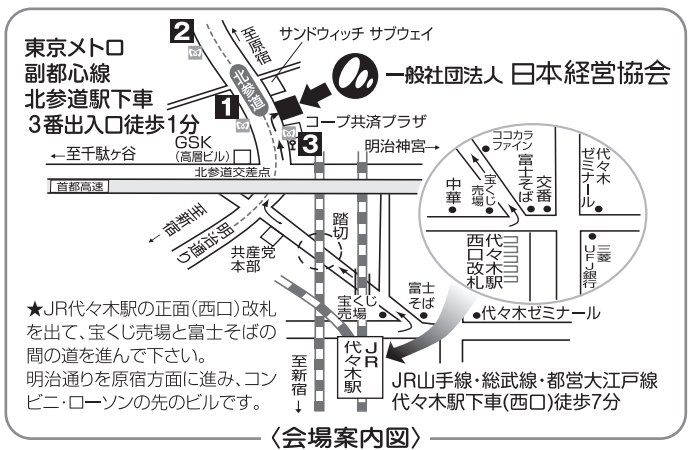 東京メトロ
副都心線
北参道駅下車
3番出入口徒歩1分
2
至原宿
サンドウィッチ サブウェイ
北参道
一般社団法人 日本経営協会
1
コープ共済プラザ
3
GSK
(高層ビル)
明治神宮→
←至千駄ヶ谷
北参道交差点
首都高速
至新宿
明治通り
共産党
本部
踏切
ココカラ
ファイン
中華
宝くじ
売場
富士そば
交番
代々木
ゼミナール
代々木駅
西口改札
三菱
UFJ銀行
宝くじ
売場
富士
そば
代々木ゼミナール
★JR代々木駅の正面(西口)改札
を出て、宝くじ売場と富士そばの
間の道を進んで下さい。
明治通りを原宿方面に進み、コン
ビニ・ローソンの先のビルです。
至新宿
JR
代々木駅
JR山手線・総武線・都営大江戸線
代々木駅下車(西口)徒歩7分
〈会場案内図〉